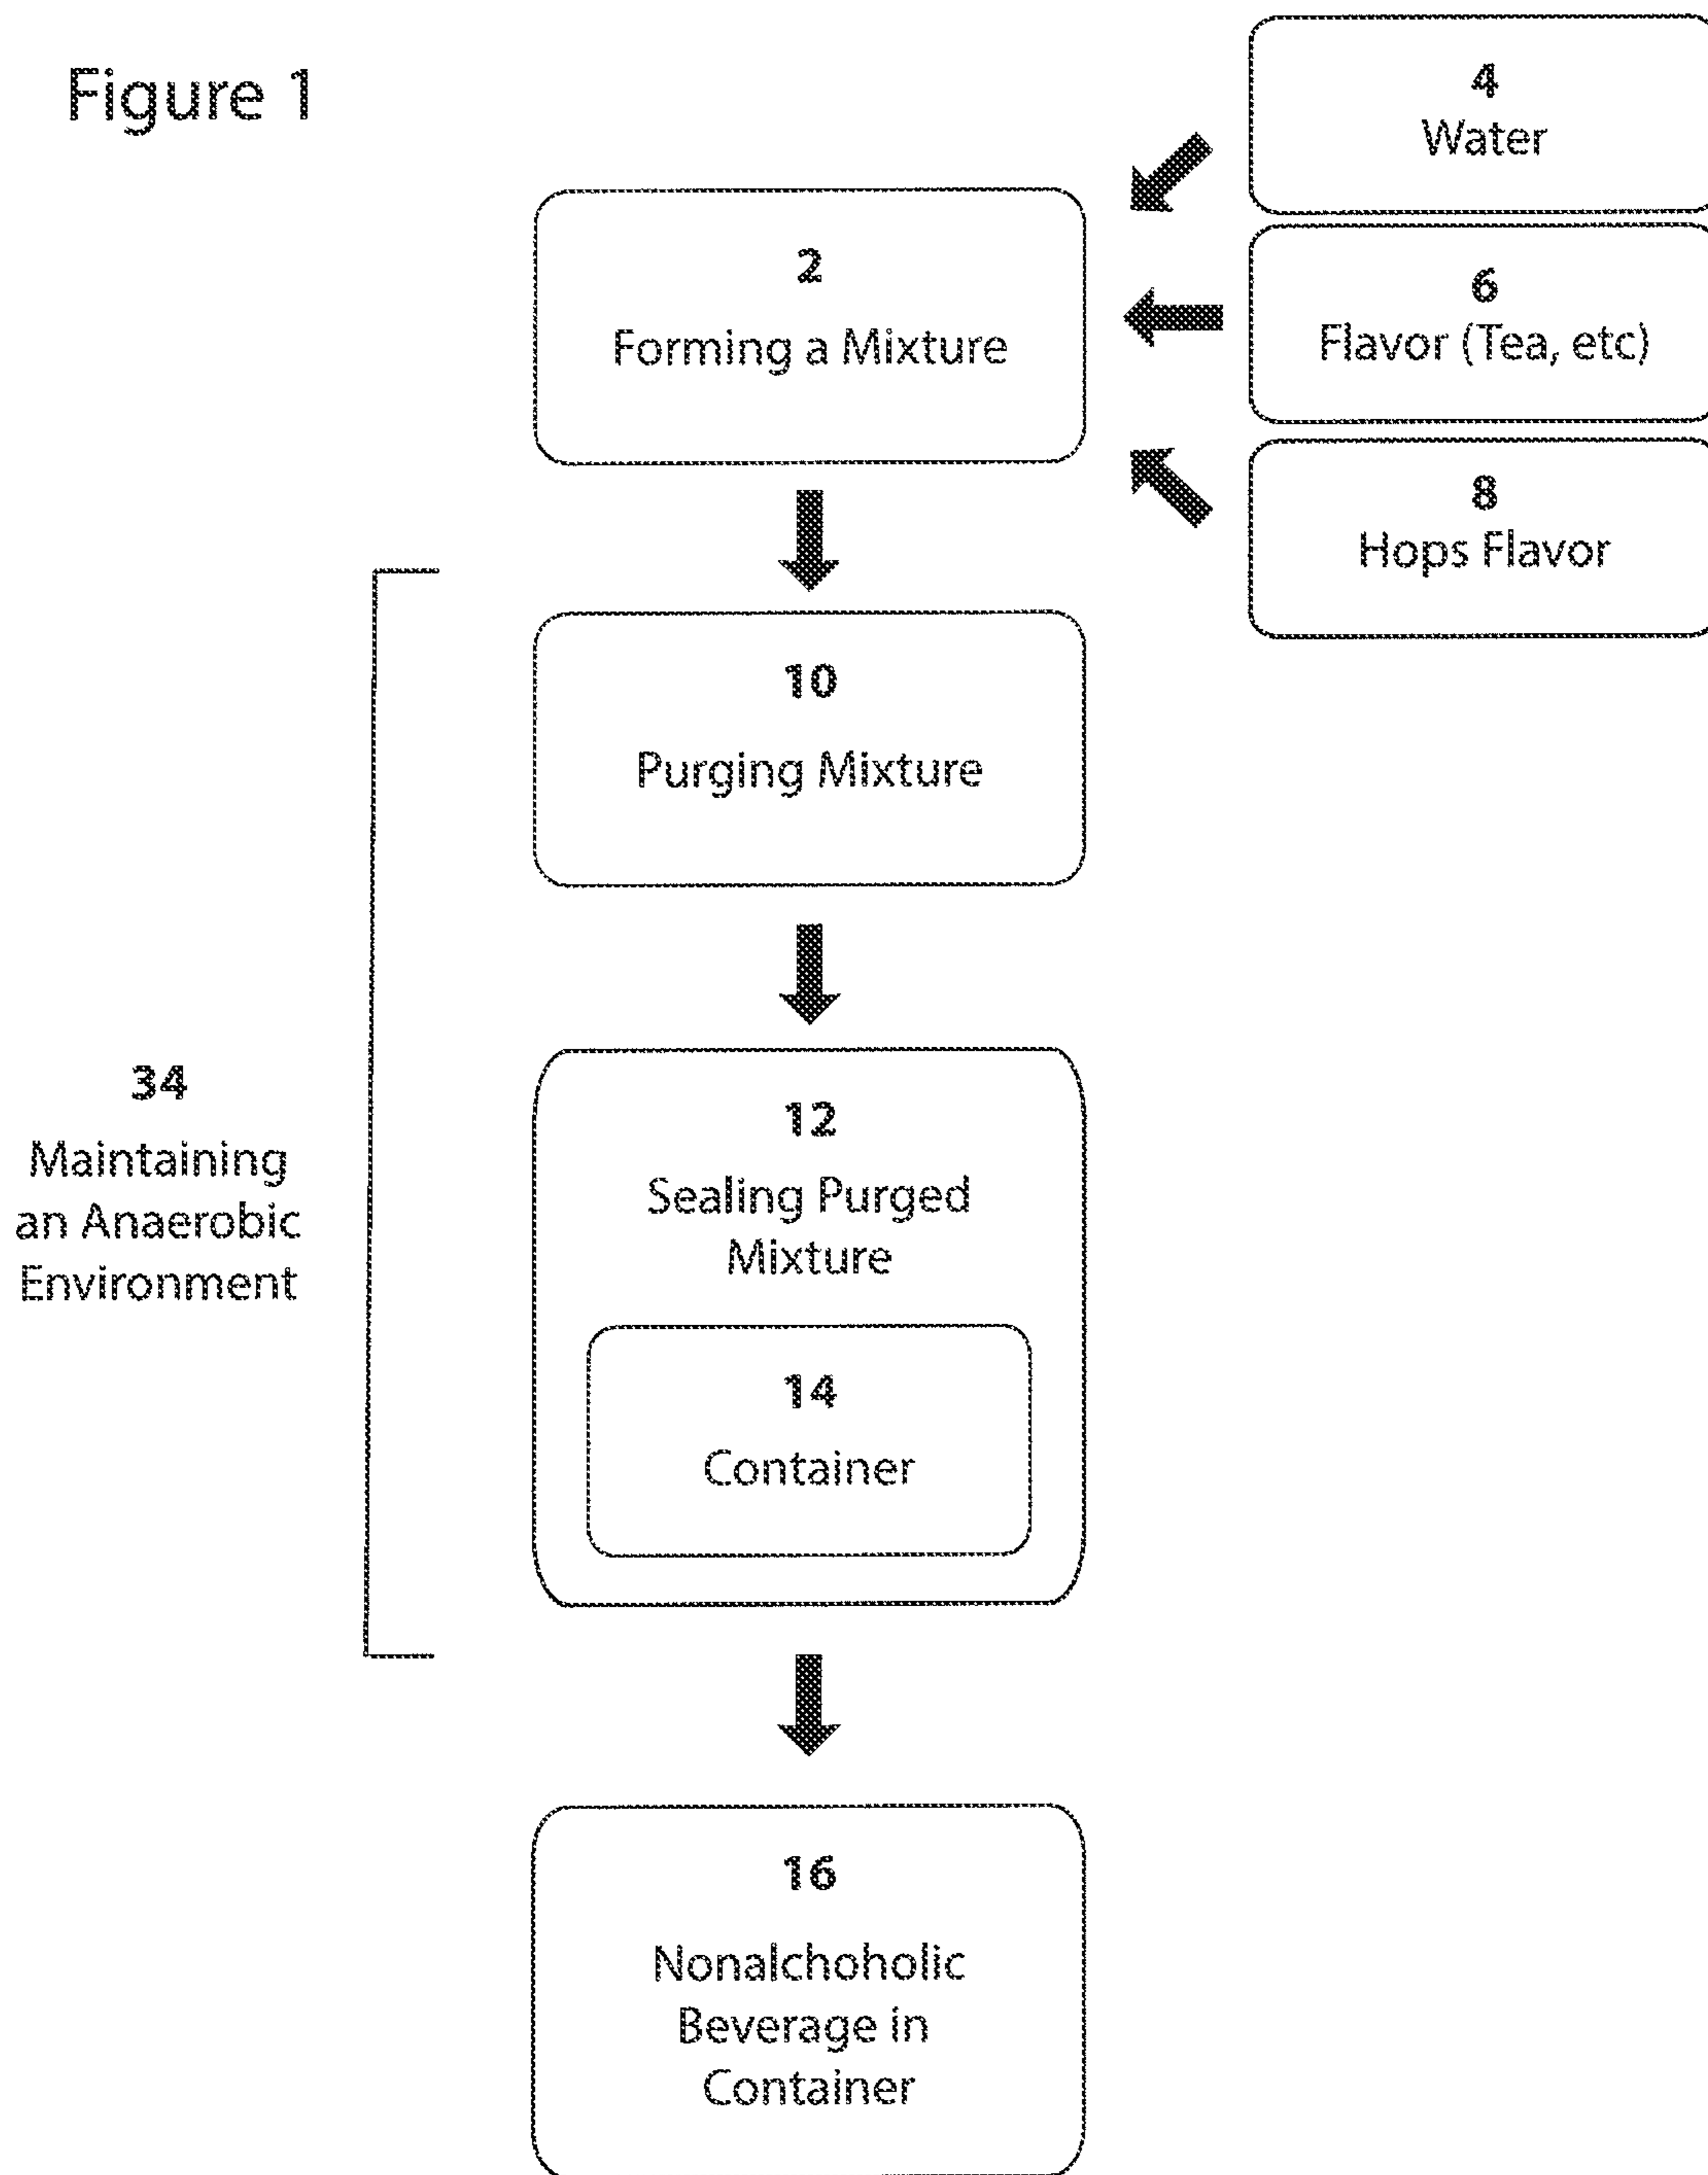 Figure 1
4
Water
2
Forming a Mixture
6
Flavor (Tea, etc)
8
Hops Flavor
10
Purging Mixture
34
Maintaining
an Anaerobic
Environment
12
Sealing Purged
Mixture
14
Container
16
Nonalchoholic
Beverage in
Container